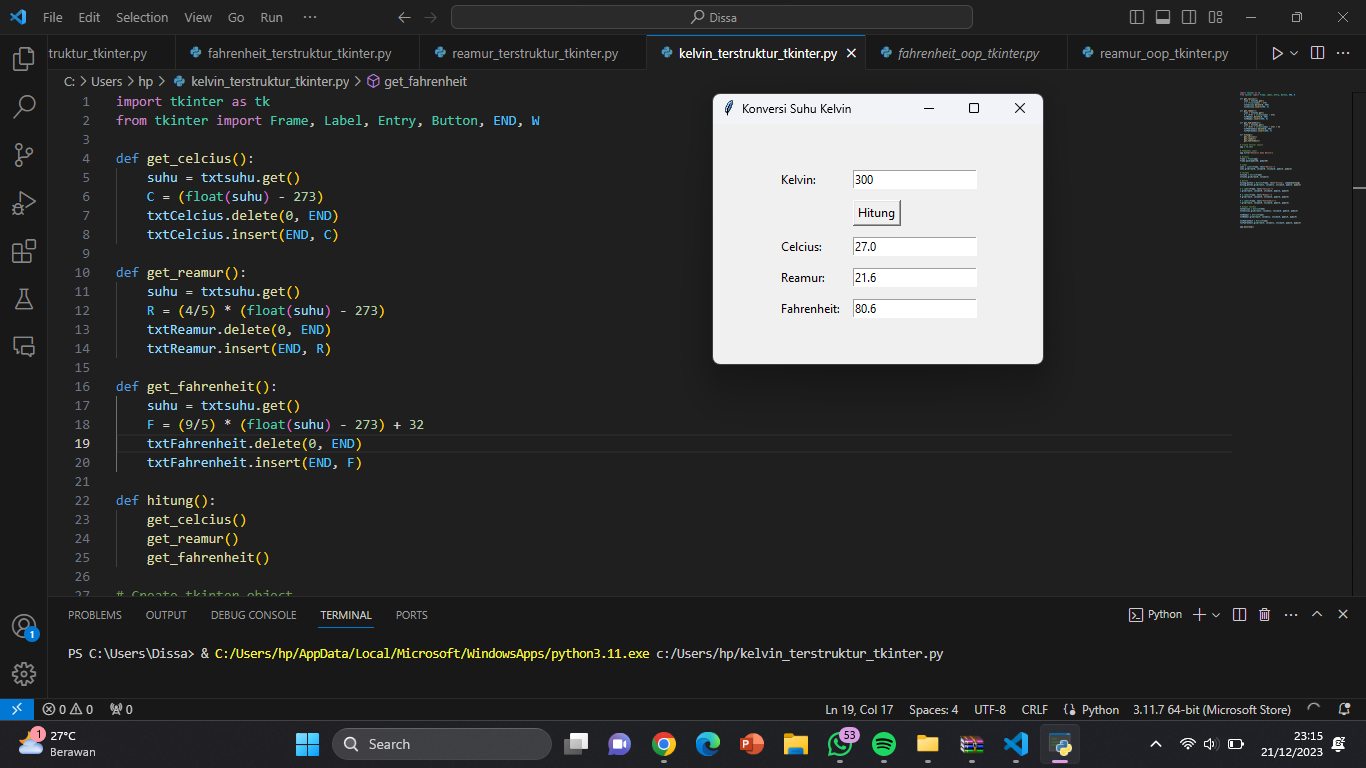 File Edit Selection View Go Run ··· Dissa
truktur_tkinter.py fahrenheit_terstruktur_tkinter.py reamur_terstruktur_tkinter.py kelvin_terstruktur_tkinter.py fahrenheit_oop_tkinter.py reamur_oop_tkinter.py
C: > Users > hp > kelvin_terstruktur_tkinter.py > get_fahrenheit
1 import tkinter as tk
2 from tkinter import Frame, Label, Entry, Button, END, W
3
4 def get_celcius():
5     suhu = txtsuhu.get()
6     C = (float(suhu) - 273)
7     txtCelcius.delete(0, END)
8     txtCelcius.insert(END, C)
9
10 def get_reamur():
11     suhu = txtsuhu.get()
12     R = (4/5) * (float(suhu) - 273)
13     txtReamur.delete(0, END)
14     txtReamur.insert(END, R)
15
16 def get_fahrenheit():
17     suhu = txtsuhu.get()
18     F = (9/5) * (float(suhu) - 273) + 32
19     txtFahrenheit.delete(0, END)
20     txtFahrenheit.insert(END, F)
21
22 def hitung():
23     get_celcius()
24     get_reamur()
25     get_fahrenheit()
26
27 # Create tkinter object
Konversi Suhu Kelvin
Kelvin: 300
Hitung
Celcius: 27.0
Reamur: 21.6
Fahrenheit: 80.6
PROBLEMS OUTPUT DEBUG CONSOLE TERMINAL PORTS Python
PS C:\Users\Dissa> & C:/Users/hp/AppData/Local/Microsoft/WindowsApps/python3.11.exe c:/Users/hp/kelvin_terstruktur_tkinter.py
1
0 0 0 Ln 19, Col 17 Spaces: 4 UTF-8 CRLF Python 3.11.7 64-bit (Microsoft Store)
1 27°C
Berawan
Search
53
23:15
21/12/2023